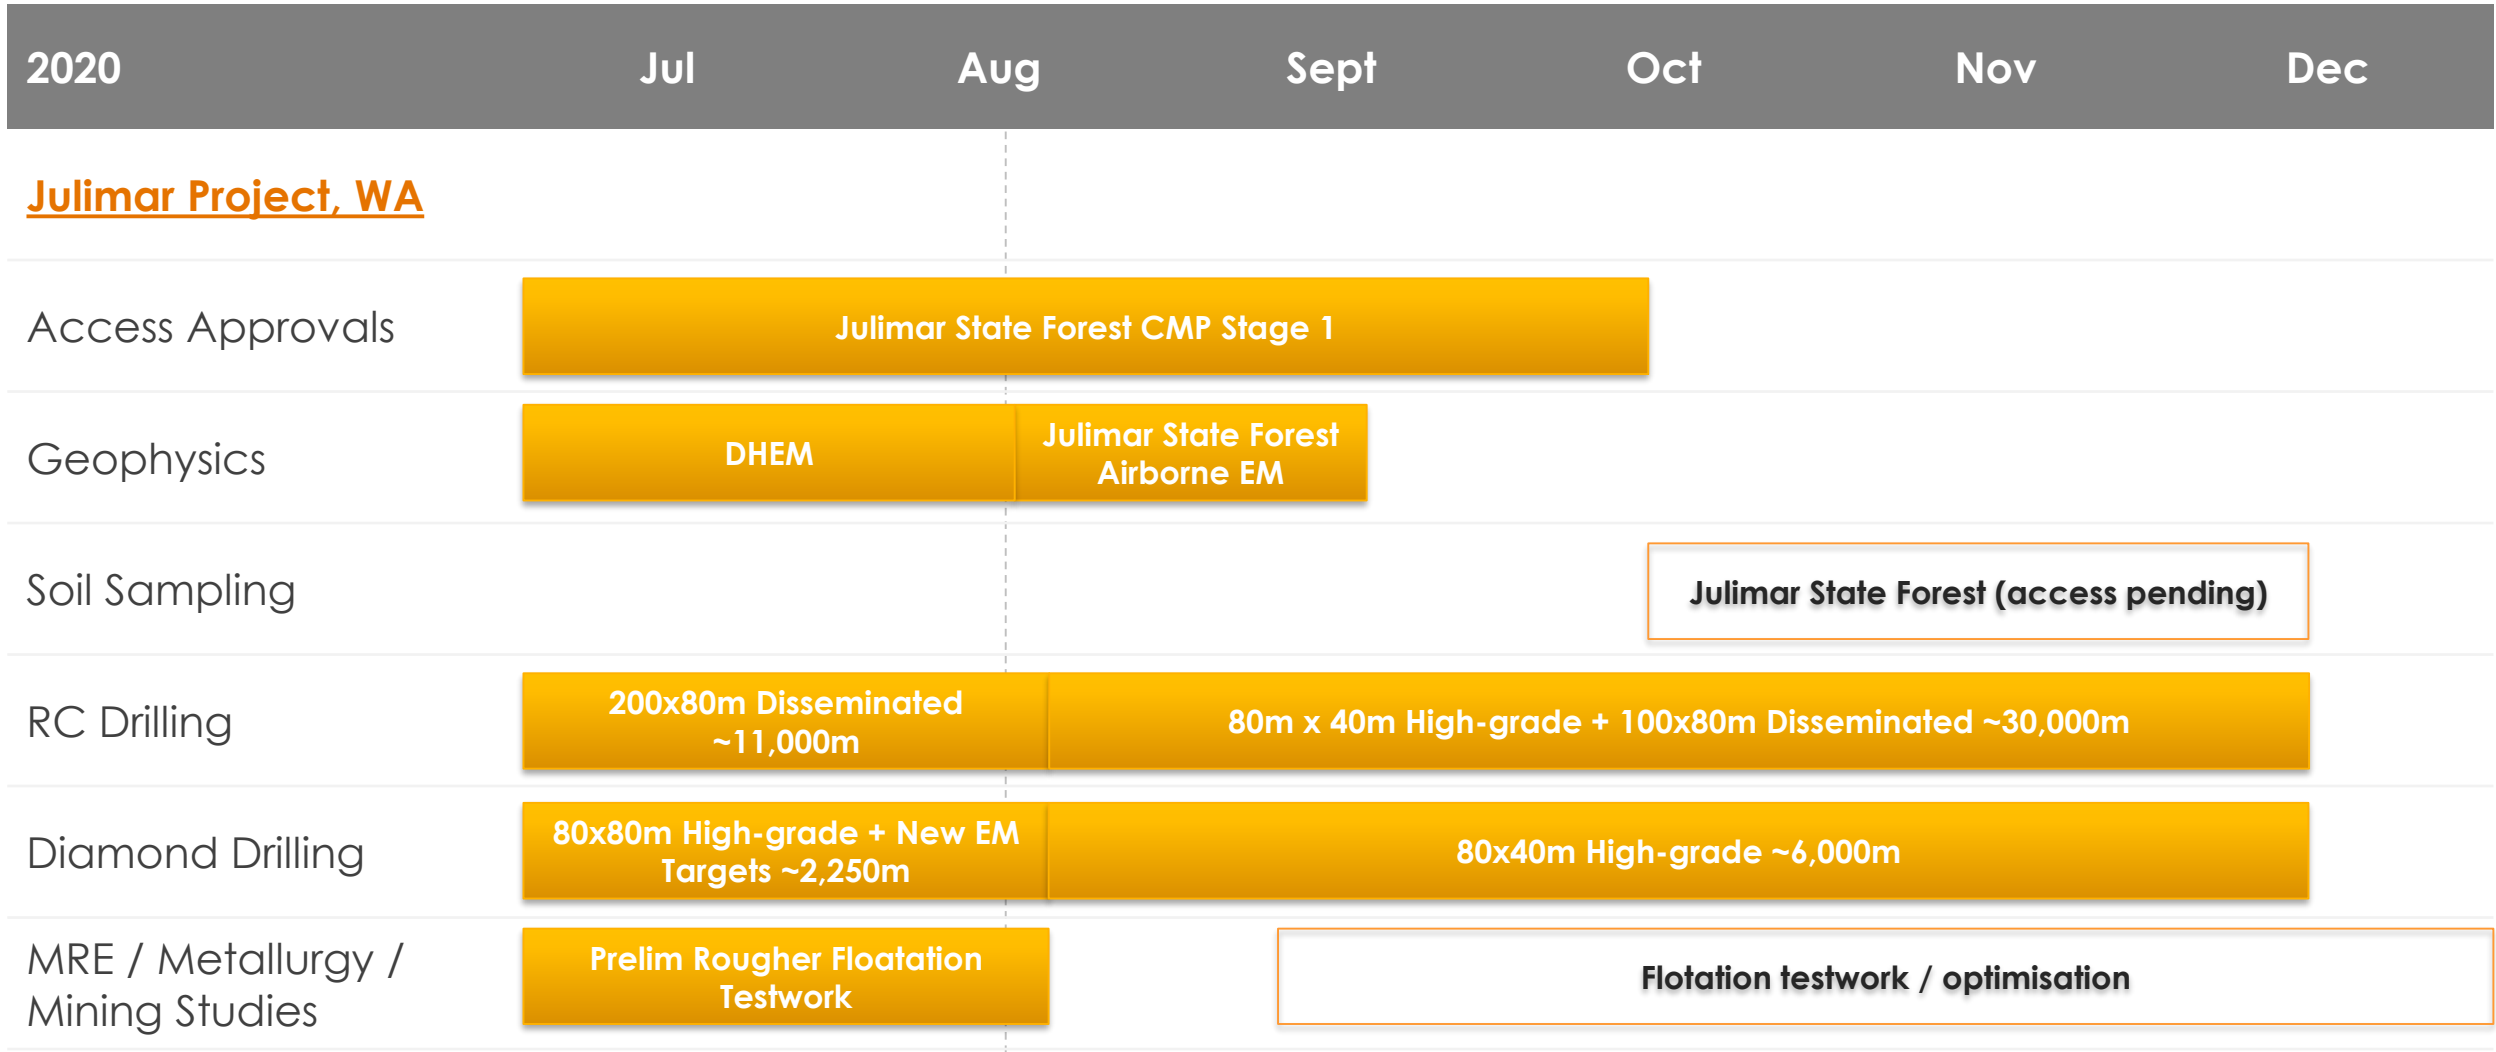 2020 Jul Aug Sept Oct Nov Dec
Julimar Project, WA
Access Approvals
Julimar State Forest CMP Stage 1
Geophysics
DHEM
Julimar State Forest
Airborne EM
Soil Sampling
Julimar State Forest (access pending)
RC Drilling
200x80m Disseminated
~11,000m
80m x 40m High-grade + 100x80m Disseminated ~30,000m
Diamond Drilling
80x80m High-grade + New EM
Targets ~2,250m
80x40m High-grade ~6,000m
MRE / Metallurgy /
Mining Studies
Prelim Rougher Floatation
Testwork
Flotation testwork / optimisation